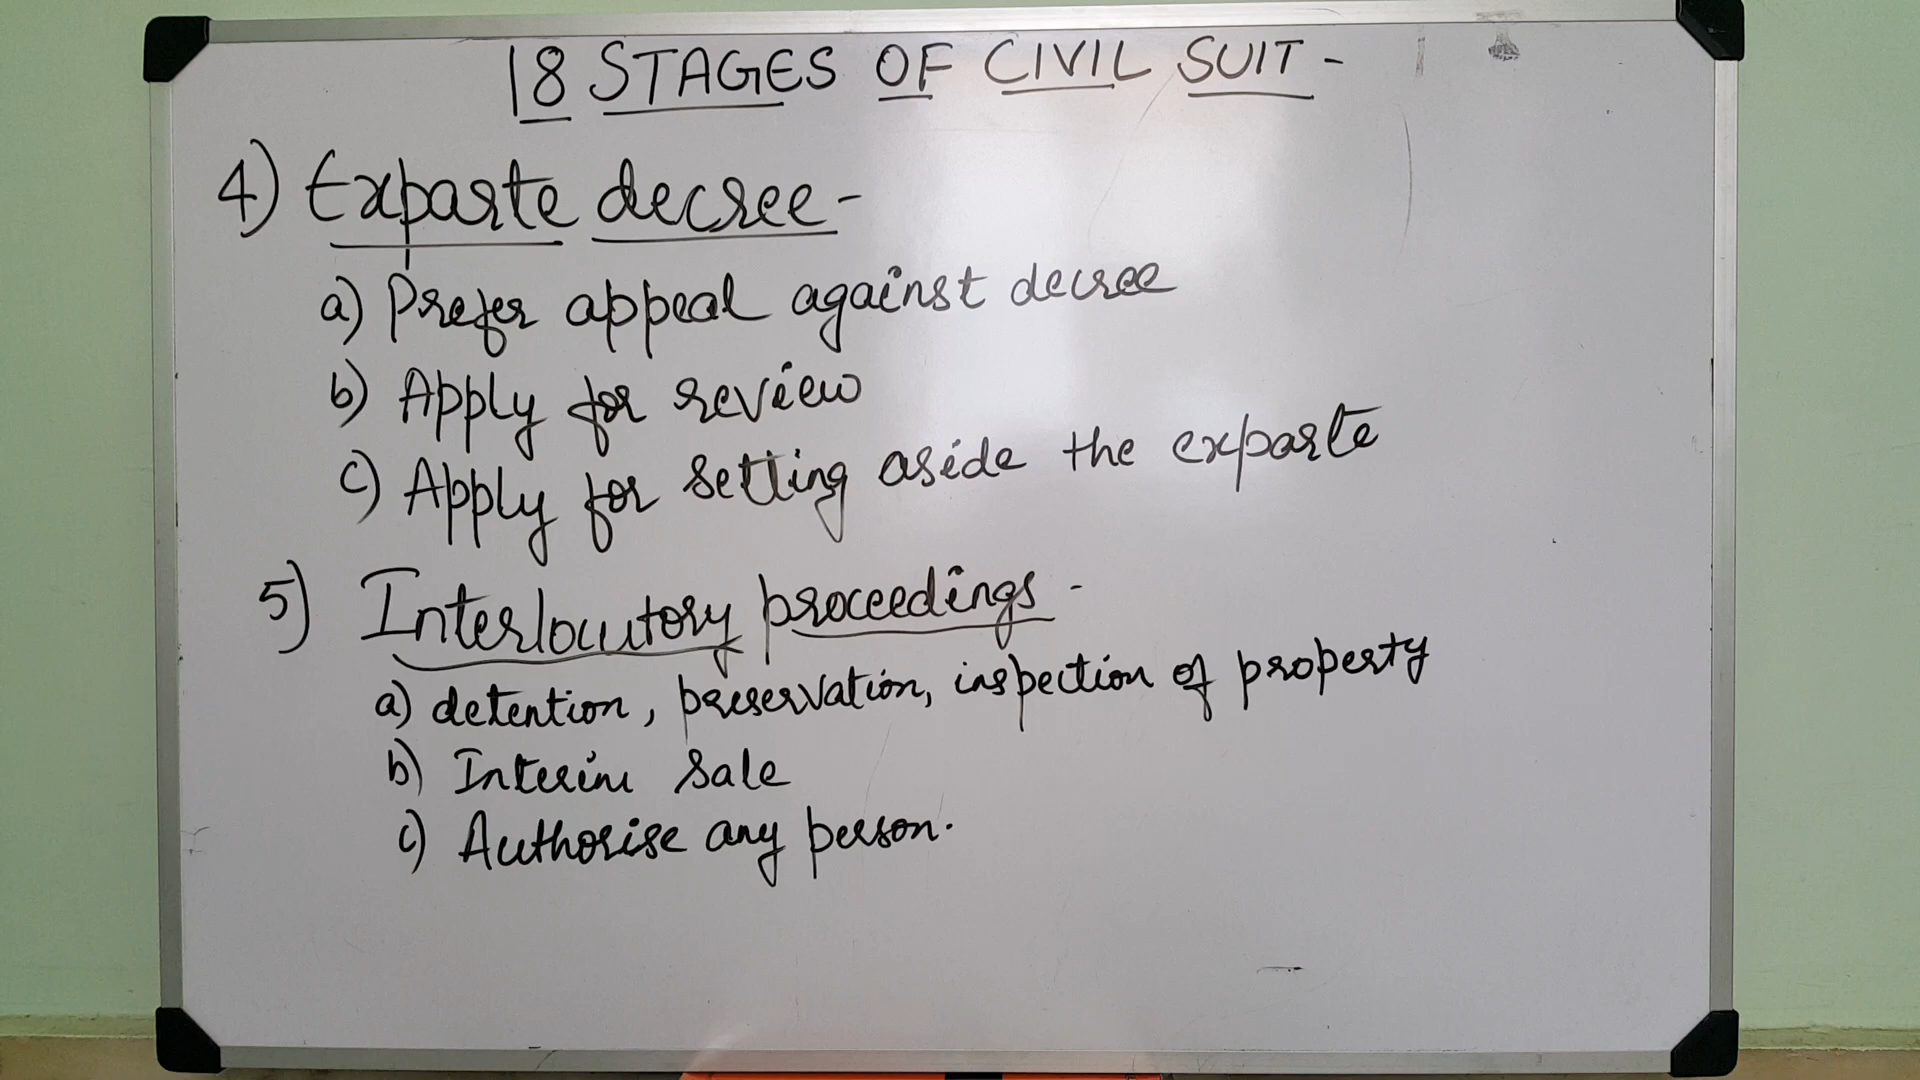 18 STAGES OF CIVIL SUIT -
4) Exparte decree -
a) Prefer appeal against decree
b) Apply for review
c) Apply for setting aside the exparte
5) Interlocutory proceedings -
a) detention, preservation, inspection of property
b) Interim Sale
c) Authorise any person.